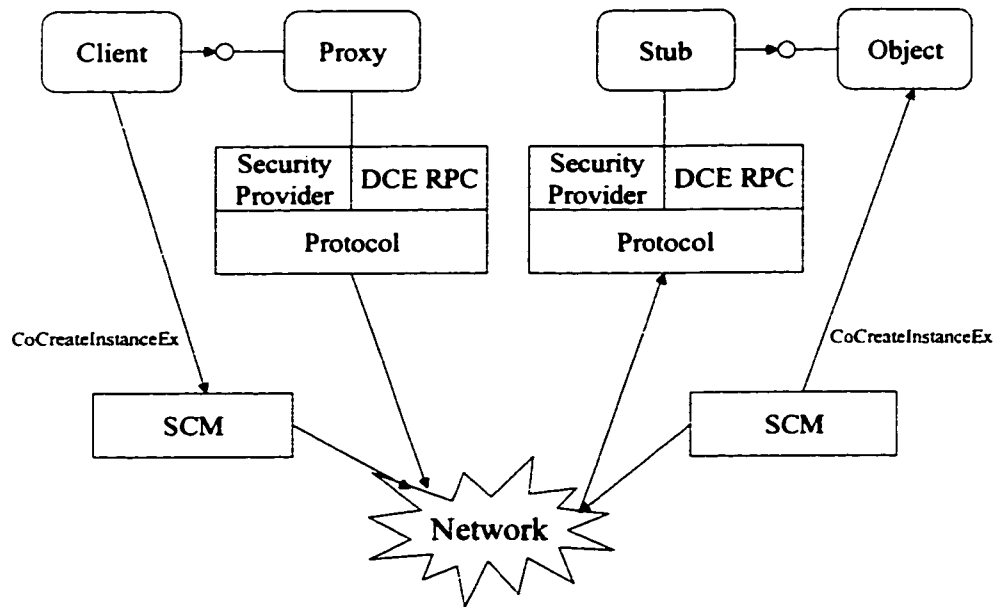 Client
Proxy
Stub
Object
Security
Provider
DCE RPC
Protocol
Security
Provider
DCE RPC
Protocol
CoCreateInstanceEx
CoCreateInstanceEx
SCM
SCM
Network